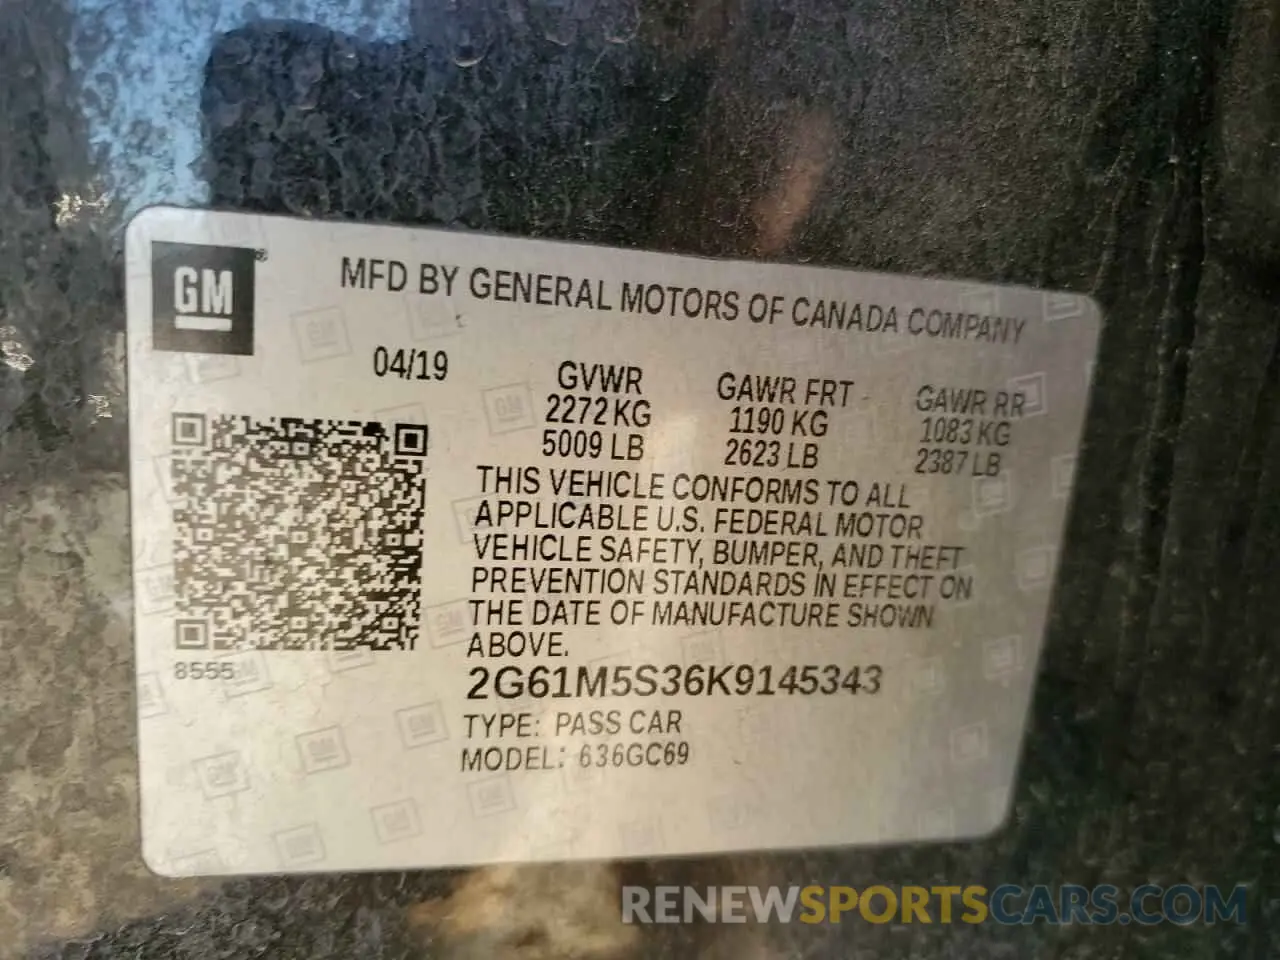 GM®
MFD BY GENERAL MOTORS OF CANADA COMPANY
04/19
GVWR GAWR FRT GAWR RR
2272 KG 1190 KG 1083 KG
5009 LB 2623 LB 2387 LB
THIS VEHICLE CONFORMS TO ALL
APPLICABLE U.S. FEDERAL MOTOR
VEHICLE SAFETY, BUMPER, AND THEFT
PREVENTION STANDARDS IN EFFECT ON
THE DATE OF MANUFACTURE SHOWN
ABOVE.
8555
2G61M5S36K9145343
TYPE: PASS CAR
MODEL: 636GC69
RENEWSPORTSCARS.COM